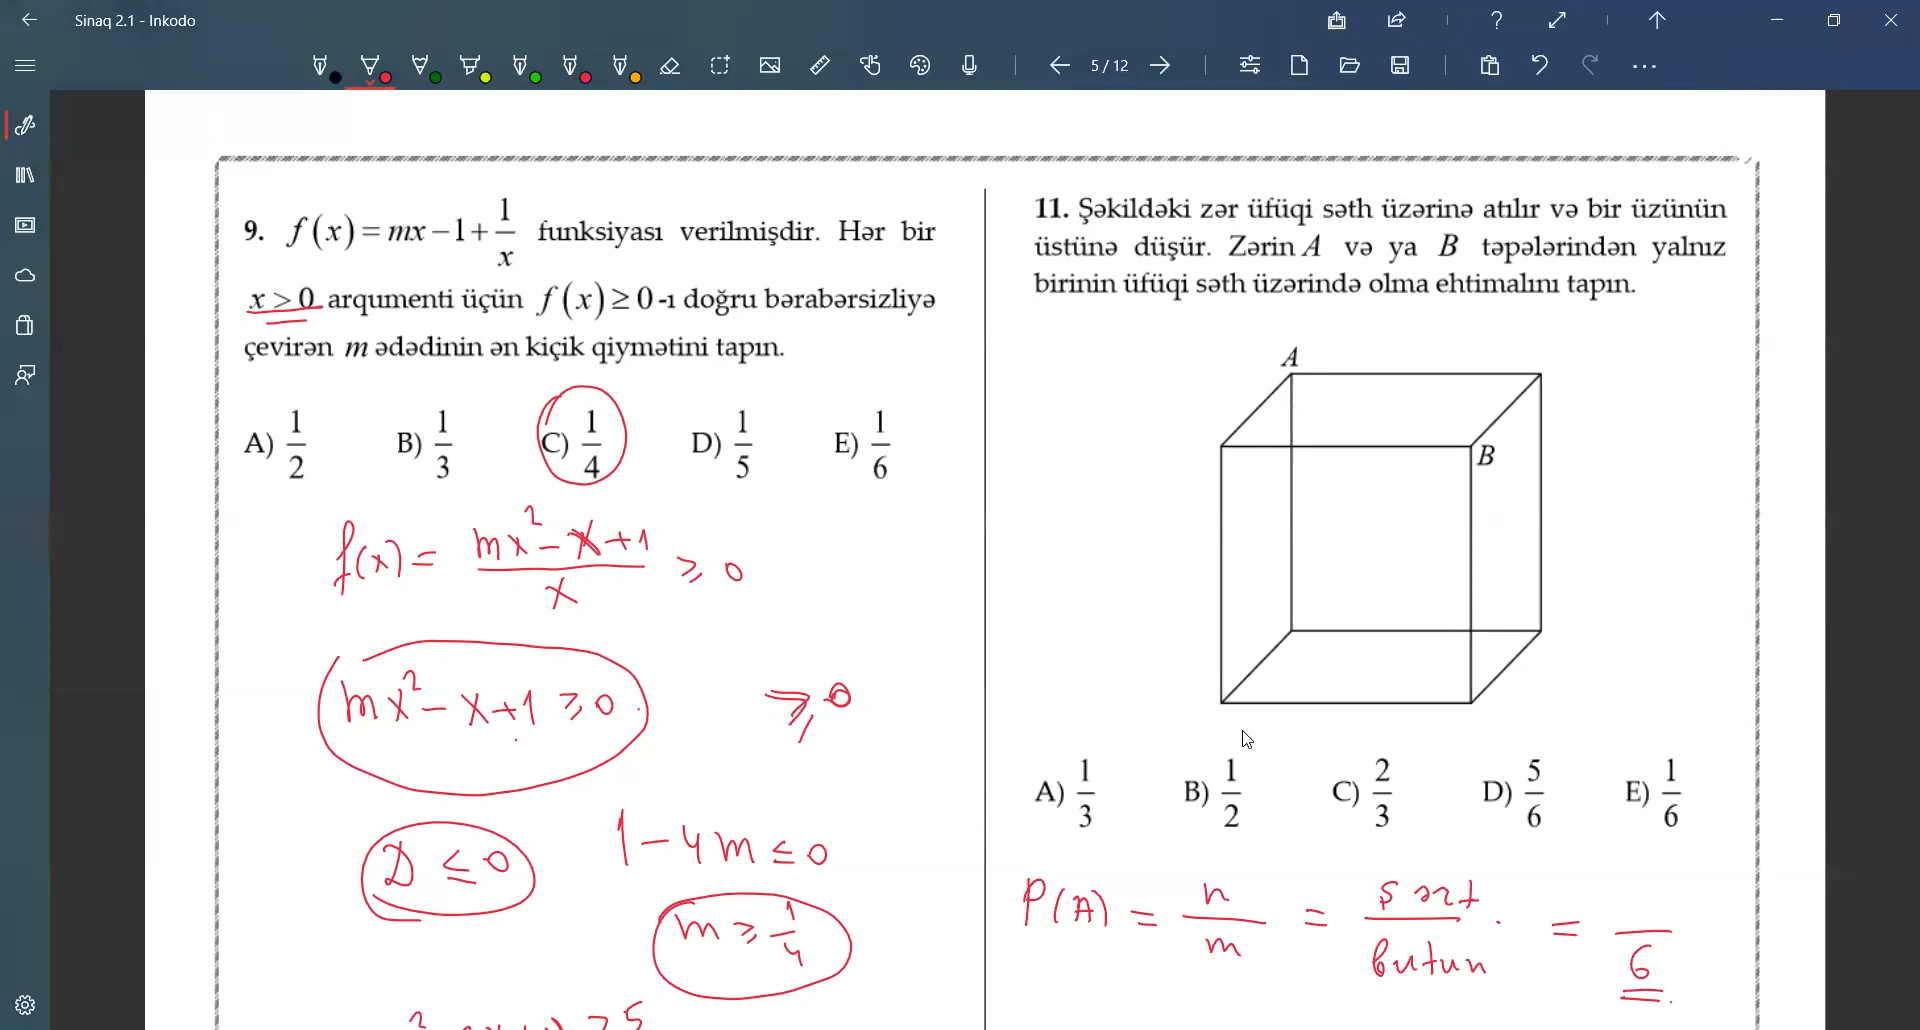 Sinaq 2.1 - Inkodo
5 / 12
9. f(x) = mx − 1 + 1/x funksiyası verilmişdir. Hər bir
x > 0 arqumenti üçün f(x) ≥ 0 -ı doğru bərabərsizliyə
çevirən m ədədinin ən kiçik qiymətini tapın.
A) 1/2 B) 1/3 C) 1/4 D) 1/5 E) 1/6
f(x) = (mx² − x + 1)/x ≥ 0
mx² − x + 1 ≥ 0 ≥ 0
D ≤ 0 1 − 4m ≤ 0
m ≥ 1/4
11. Şəkildəki zər üfüqi səth üzərinə atılır və bir üzünün
üstünə düşür. Zərin A və ya B təpələrindən yalnız
birinin üfüqi səth üzərində olma ehtimalını tapın.
A
B
A) 1/3 B) 1/2 C) 2/3 D) 5/6 E) 1/6
P(A) = n/m = şərt/butun = /6